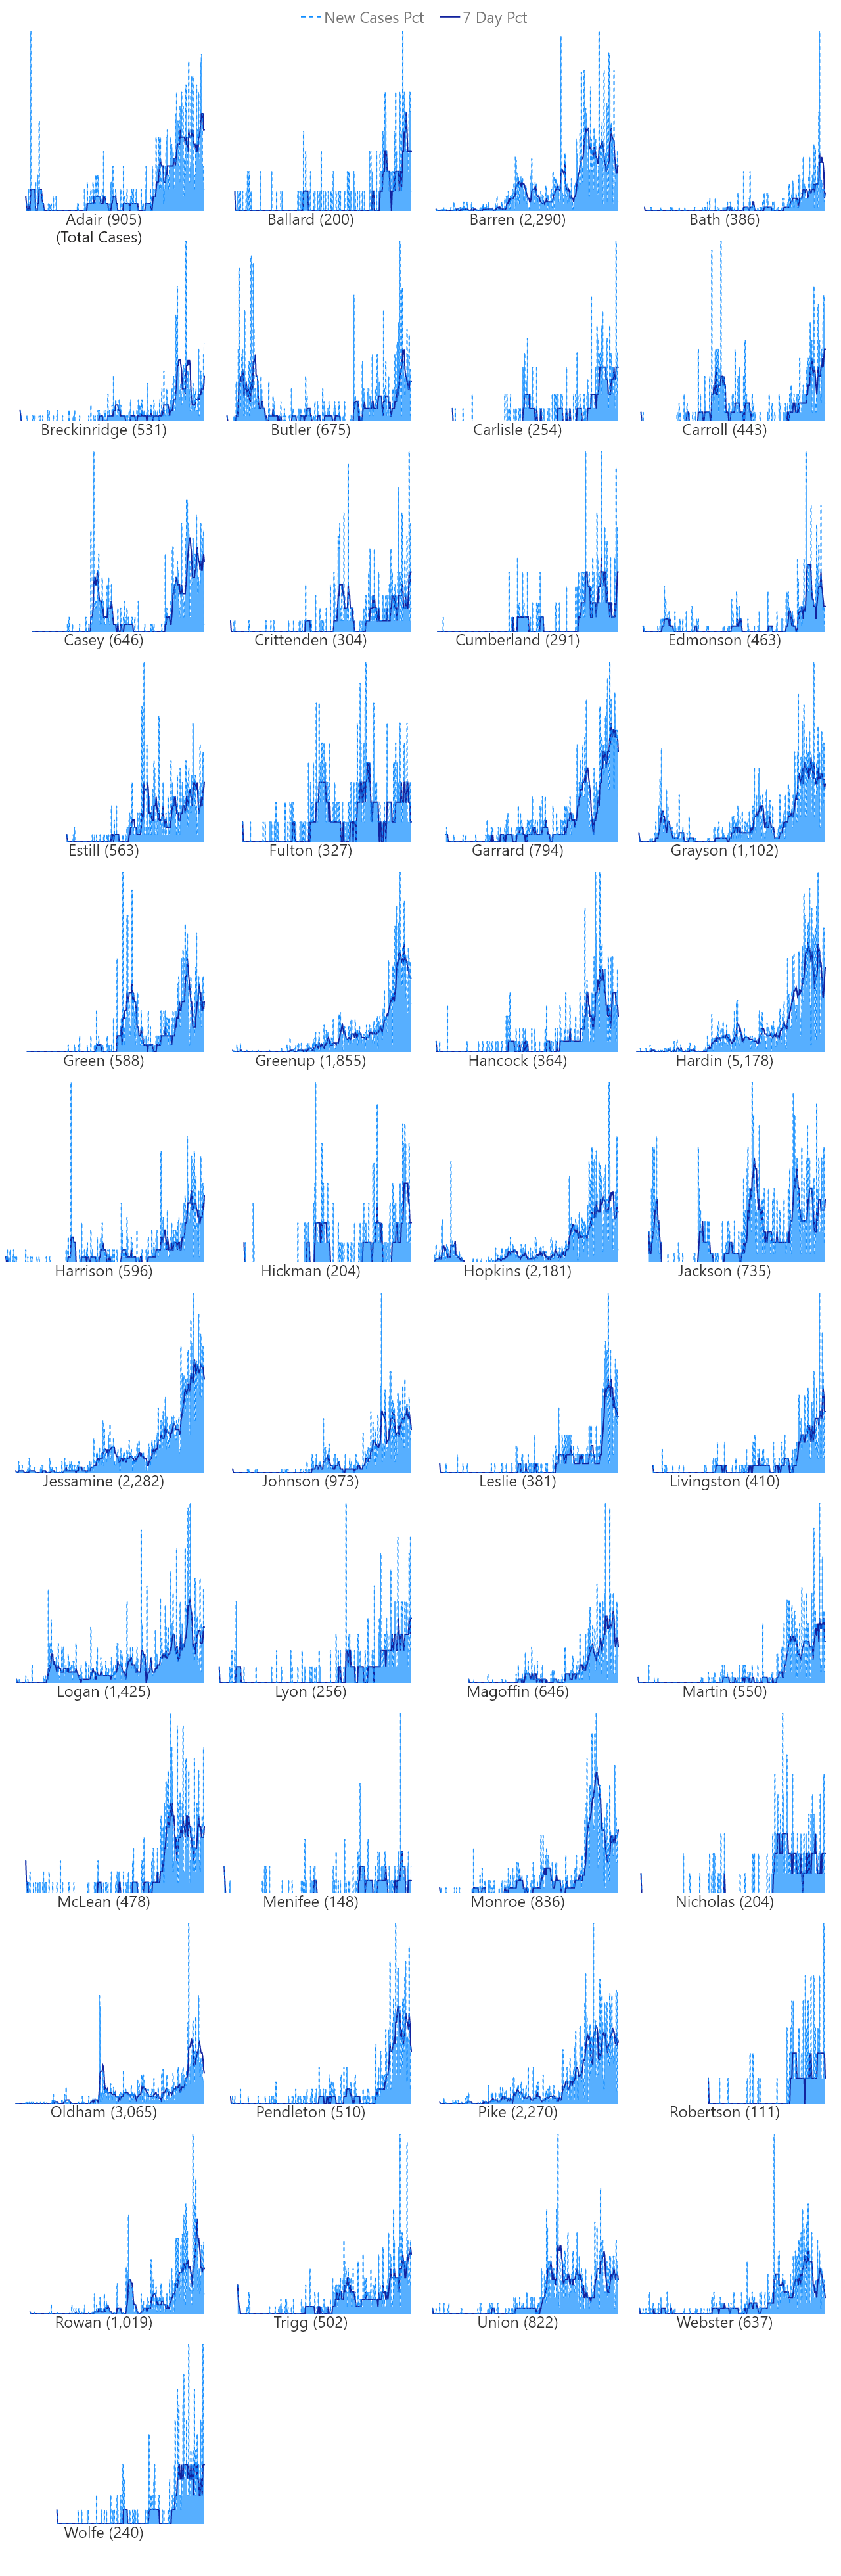 New Cases Pct 7 Day Pct
Adair (905) Ballard (200) Barren (2,290) Bath (386)
(Total Cases)
Breckinridge (531) Butler (675) Carlisle (254) Carroll (443)
Casey (646) Crittenden (304) Cumberland (291) Edmonson (463)
Estill (563) Fulton (327) Garrard (794) Grayson (1,102)
Green (588) Greenup (1,855) Hancock (364) Hardin (5,178)
Harrison (596) Hickman (204) Hopkins (2,181) Jackson (735)
Jessamine (2,282) Johnson (973) Leslie (381) Livingston (410)
Logan (1,425) Lyon (256) Magoffin (646) Martin (550)
McLean (478) Menifee (148) Monroe (836) Nicholas (204)
Oldham (3,065) Pendleton (510) Pike (2,270) Robertson (111)
Rowan (1,019) Trigg (502) Union (822) Webster (637)
Wolfe (240)